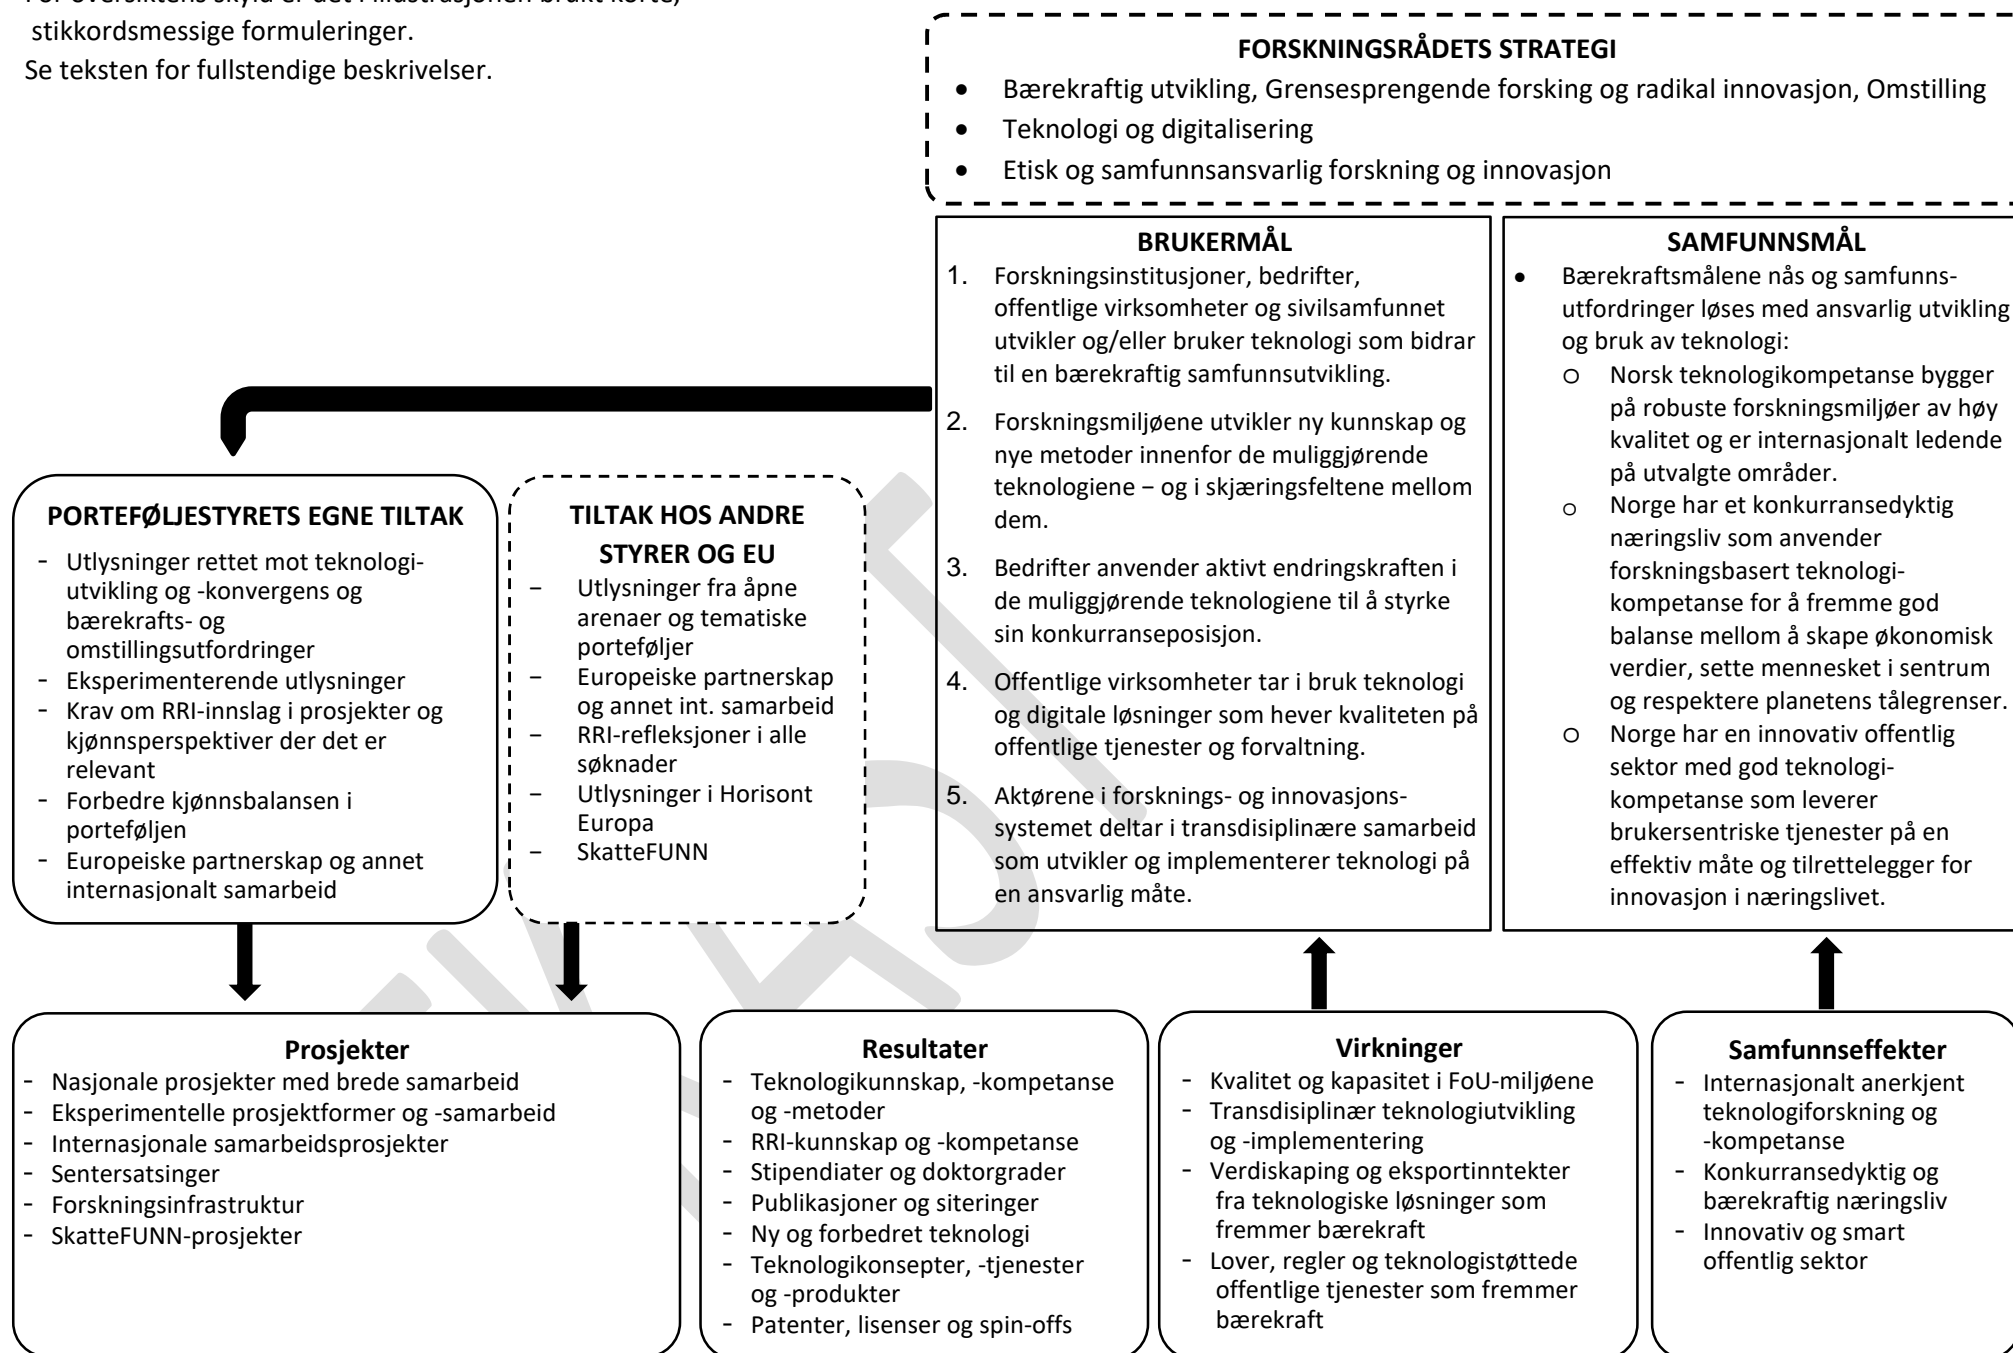 stikkordsmessige formuleringer.
Se teksten for fullstendige beskrivelser.
FORSKNINGSRÅDETS STRATEGI
• Bærekraftig utvikling, Grensesprengende forsking og radikal innovasjon, Omstilling
• Teknologi og digitalisering
• Etisk og samfunnsansvarlig forskning og innovasjon
BRUKERMÅL
1. Forskningsinstitusjoner, bedrifter,
offentlige virksomheter og sivilsamfunnet
utvikler og/eller bruker teknologi som bidrar
til en bærekraftig samfunnsutvikling.
2. Forskningsmiljøene utvikler ny kunnskap og
nye metoder innenfor de muliggjørende
teknologiene – og i skjæringsfeltene mellom
dem.
3. Bedrifter anvender aktivt endringskraften i
de muliggjørende teknologiene til å styrke
sin konkurranseposisjon.
4. Offentlige virksomheter tar i bruk teknologi
og digitale løsninger som hever kvaliteten på
offentlige tjenester og forvaltning.
5. Aktørene i forsknings- og innovasjons-
systemet deltar i transdisiplinære samarbeid
som utvikler og implementerer teknologi på
en ansvarlig måte.
SAMFUNNSMÅL
• Bærekraftsmålene nås og samfunns-
utfordringer løses med ansvarlig utvikling
og bruk av teknologi:
o Norsk teknologikompetanse bygger
på robuste forskningsmiljøer av høy
kvalitet og er internasjonalt ledende
på utvalgte områder.
o Norge har et konkurransedyktig
næringsliv som anvender
forskningsbasert teknologi-
kompetanse for å fremme god
balanse mellom å skape økonomisk
verdier, sette mennesket i sentrum
og respektere planetens tålegrenser.
o Norge har en innovativ offentlig
sektor med god teknologi-
kompetanse som leverer
brukersentriske tjenester på en
effektiv måte og tilrettelegger for
innovasjon i næringslivet.
PORTEFØLJESTYRETS EGNE TILTAK
- Utlysninger rettet mot teknologi-
utvikling og -konvergens og
bærekrafts- og
omstillingsutfordringer
- Eksperimenterende utlysninger
- Krav om RRI-innslag i prosjekter og
kjønnsperspektiver der det er
relevant
- Forbedre kjønnsbalansen i
porteføljen
- Europeiske partnerskap og annet
internasjonalt samarbeid
TILTAK HOS ANDRE
STYRER OG EU
– Utlysninger fra åpne
arenaer og tematiske
porteføljer
– Europeiske partnerskap
og annet int. samarbeid
– RRI-refleksjoner i alle
søknader
– Utlysninger i Horisont
Europa
– SkatteFUNN
Prosjekter
- Nasjonale prosjekter med brede samarbeid
- Eksperimentelle prosjektformer og -samarbeid
- Internasjonale samarbeidsprosjekter
- Sentersatsinger
- Forskningsinfrastruktur
- SkatteFUNN-prosjekter
Resultater
- Teknologikunnskap, -kompetanse
og -metoder
- RRI-kunnskap og -kompetanse
- Stipendiater og doktorgrader
- Publikasjoner og siteringer
- Ny og forbedret teknologi
- Teknologikonsepter, -tjenester
og -produkter
- Patenter, lisenser og spin-offs
Virkninger
- Kvalitet og kapasitet i FoU-miljøene
- Transdisiplinær teknologiutvikling
og -implementering
- Verdiskaping og eksportinntekter
fra teknologiske løsninger som
fremmer bærekraft
- Lover, regler og teknologistøttede
offentlige tjenester som fremmer
bærekraft
Samfunnseffekter
- Internasjonalt anerkjent
teknologiforskning og
-kompetanse
- Konkurransedyktig og
bærekraftig næringsliv
- Innovativ og smart
offentlig sektor